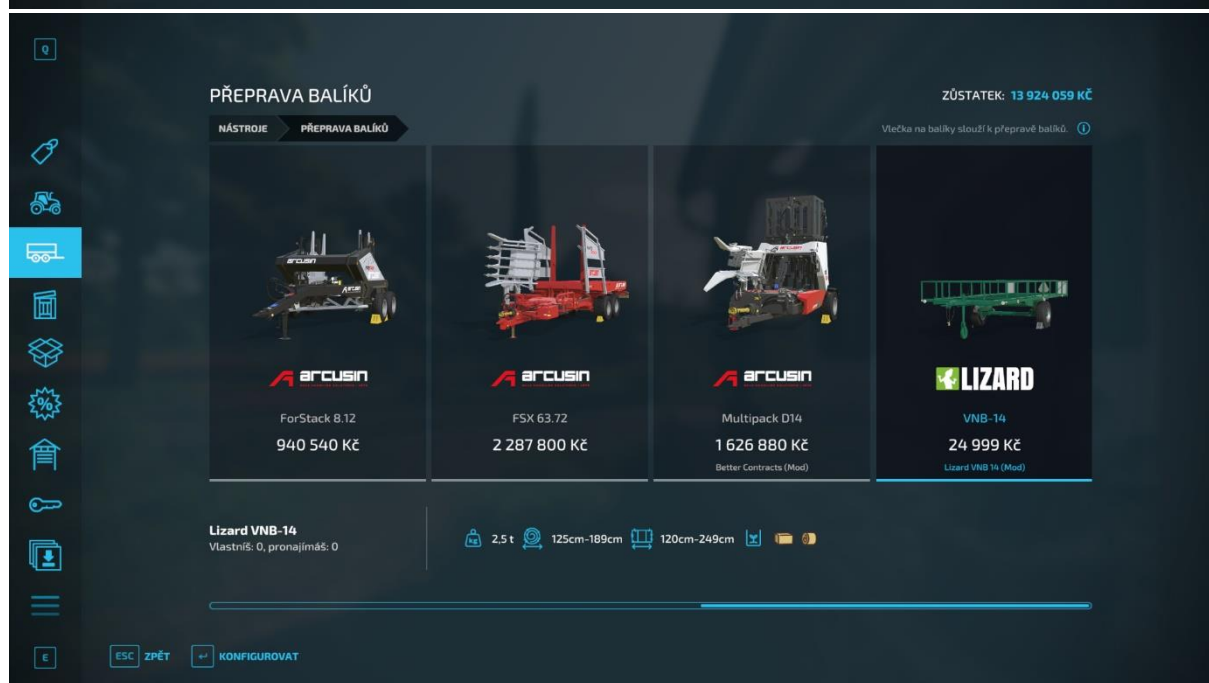 Q
PŘEPRAVA BALÍKŮ
ZŮSTATEK: 13 924 059 KČ
NÁSTROJE PŘEPRAVA BALÍKŮ
Vlečka na balíky slouží k přepravě balíků.
arcusin
ForStack 8.12
940 540 Kč
arcusin
FSX 63.72
2 287 800 Kč
arcusin
Multipack D14
1 626 880 Kč
Better Contracts (Mod)
LIZARD
VNB-14
24 999 Kč
Lizard VNB 14 (Mod)
Lizard VNB-14
Vlastníš: 0, pronajímáš: 0
2,5 t 125cm-189cm 120cm-249cm
E
ESC ZPĚT KONFIGUROVAT